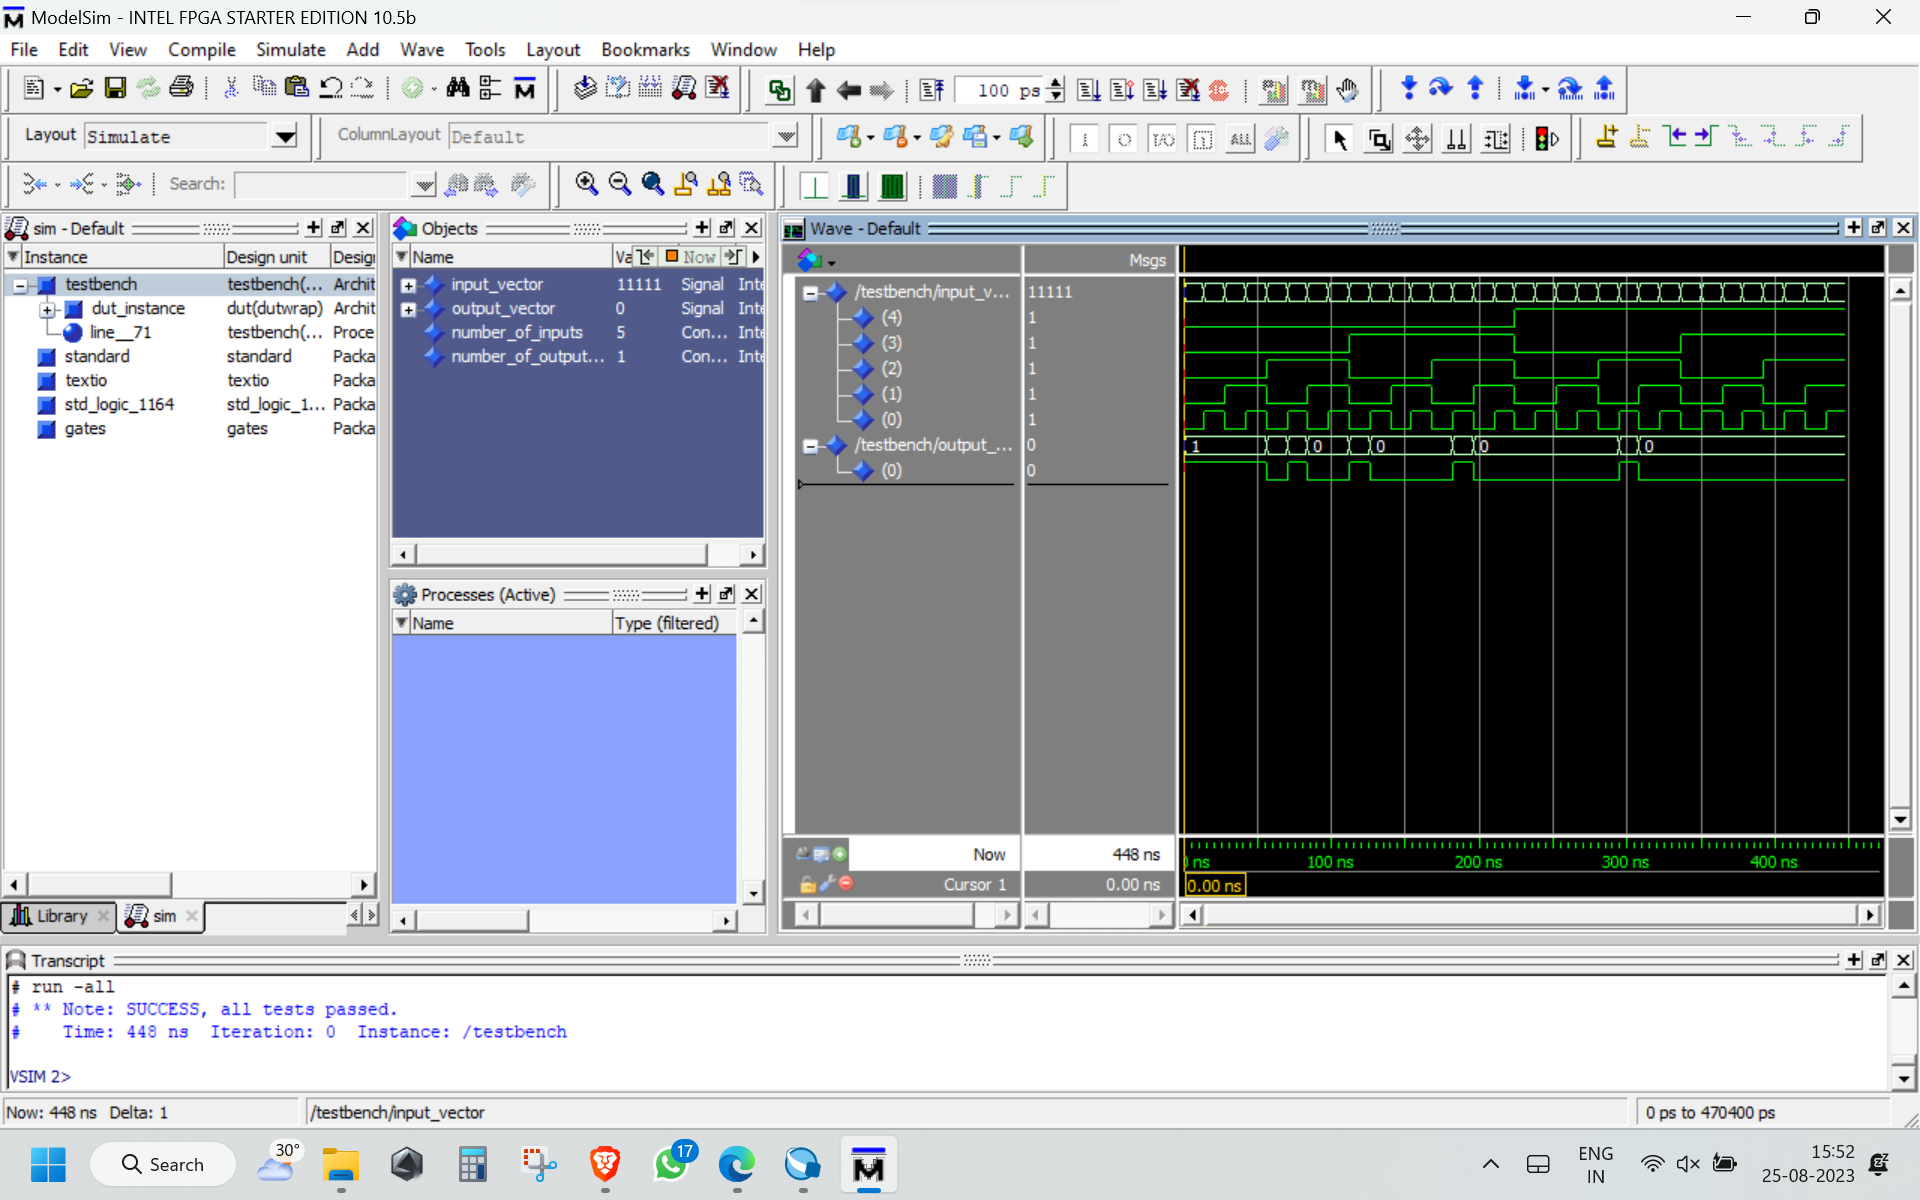 ModelSim - INTEL FPGA STARTER EDITION 10.5b
File Edit View Compile Simulate Add Wave Tools Layout Bookmarks Window Help
100 ps
Layout Simulate
ColumnLayout Default
ALL
Search:
sim - Default
Instance Design unit Desig
testbench testbench(... Archit
dut_instance dut(dutwrap) Archit
line__71 testbench(... Proce
standard standard Packa
textio textio Packa
std_logic_1164 std_logic_1... Packa
gates gates Packa
Library
sim
Objects
Name Va Now
input_vector 11111 Signal Inte
output_vector 0 Signal Inte
number_of_inputs 5 Con... Inte
number_of_output... 1 Con... Inte
Processes (Active)
Name Type (filtered)
Wave - Default
Msgs
/testbench/input_v... 11111
(4) 1
(3) 1
(2) 1
(1) 1
(0) 1
/testbench/output_... 0
(0) 0
1 0 0 0 0
Now 448 ns
Cursor 1 0.00 ns
ns 100 ns 200 ns 300 ns 400 ns
0.00 ns
Transcript
# run -all
# ** Note: SUCCESS, all tests passed.
# Time: 448 ns Iteration: 0 Instance: /testbench
VSIM 2>
Now: 448 ns Delta: 1
/testbench/input_vector
0 ps to 470400 ps
30°
Search
17
ENG
IN
15:52
25-08-2023